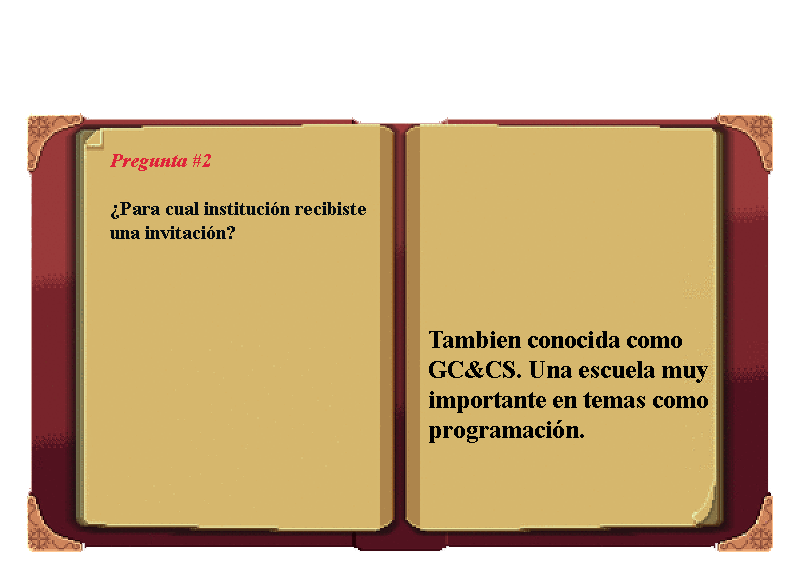 Pregunta #2
¿Para cual institución recibiste
una invitación?
Tambien conocida como
GC&CS. Una escuela muy
importante en temas como
programación.